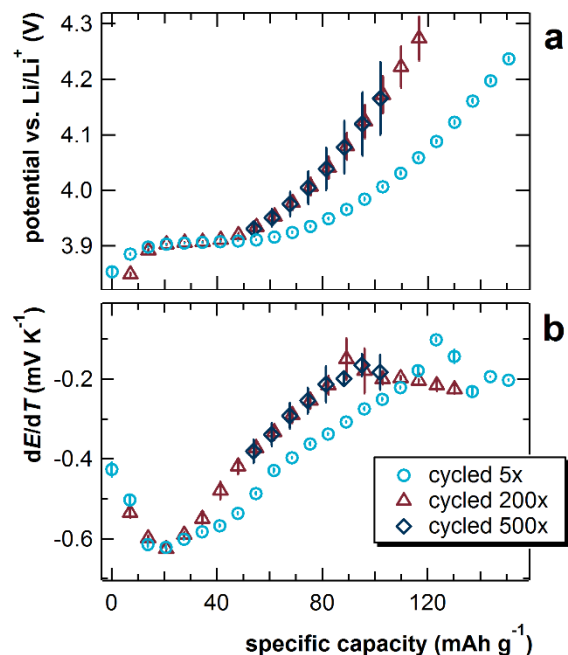 a
potential vs. Li/Li⁺ (V)
4.3
4.2
4.1
4.0
3.9
3.8
b
dE/dT (mV K⁻¹)
-0.2
-0.4
-0.6
cycled 5x
cycled 200x
cycled 500x
0 40 80 120
specific capacity (mAh g⁻¹)